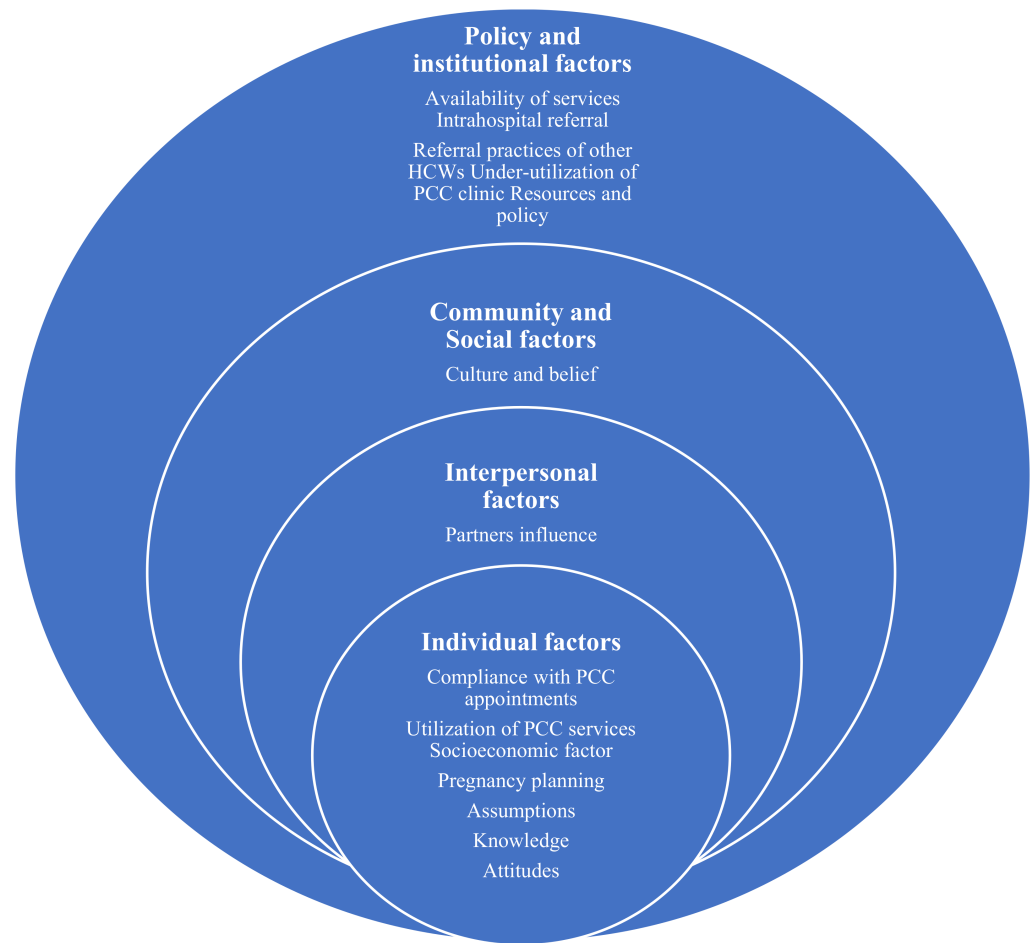 Policy and
institutional factors
Availability of services
Intrahospital referral
Referral practices of other
HCWs Under-utilization of
PCC clinic Resources and
policy
Community and
Social factors
Culture and belief
Interpersonal
factors
Partners influence
Individual factors
Compliance with PCC
appointments
Utilization of PCC services
Socioeconomic factor
Pregnancy planning
Assumptions
Knowledge
Attitudes